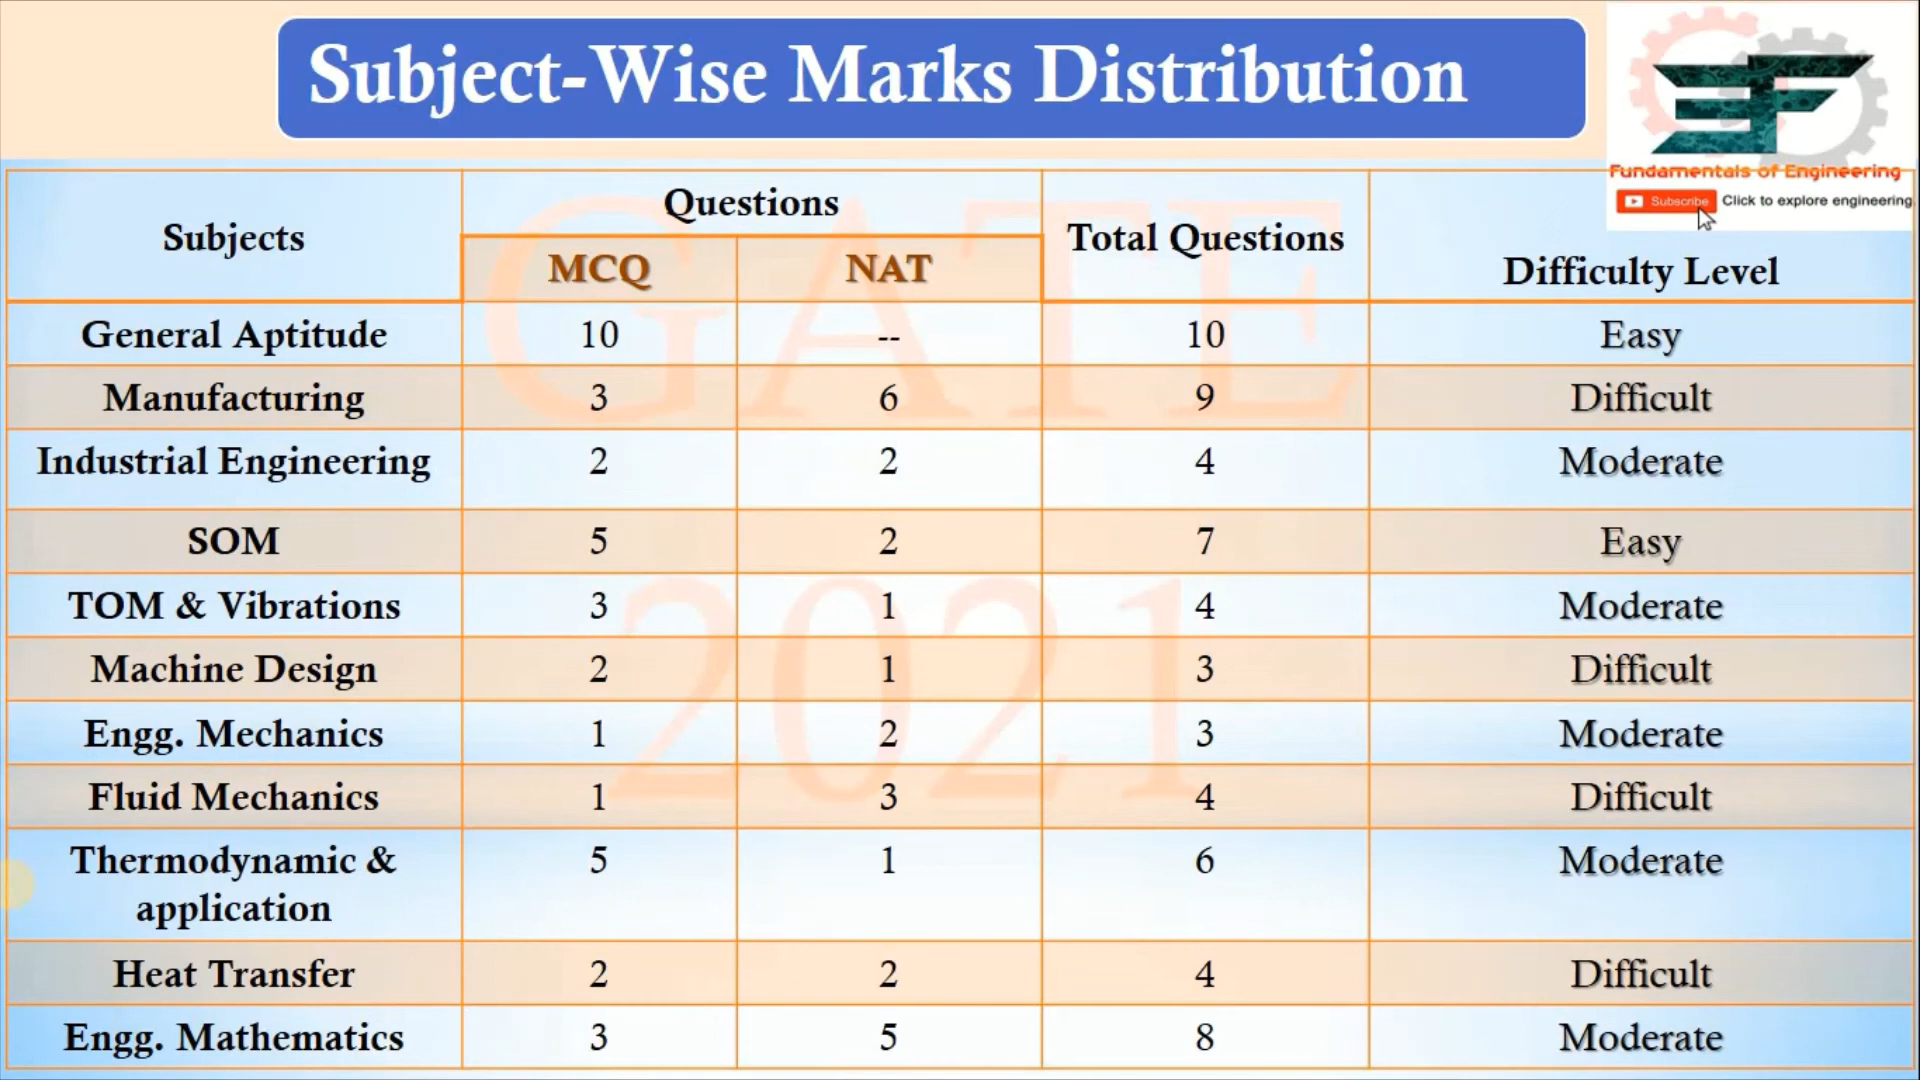 Subject-Wise Marks Distribution
Fundamentals of Engineering
Subscribe Click to explore engineering
Subjects
Questions
Total Questions
Difficulty Level
MCQ NAT
General Aptitude 10 -- 10 Easy
Manufacturing 3 6 9 Difficult
Industrial Engineering 2 2 4 Moderate
SOM 5 2 7 Easy
TOM & Vibrations 3 1 4 Moderate
Machine Design 2 1 3 Difficult
Engg. Mechanics 1 2 3 Moderate
Fluid Mechanics 1 3 4 Difficult
Thermodynamic & 5 1 6 Moderate
application
Heat Transfer 2 2 4 Difficult
Engg. Mathematics 3 5 8 Moderate
GATE
2021